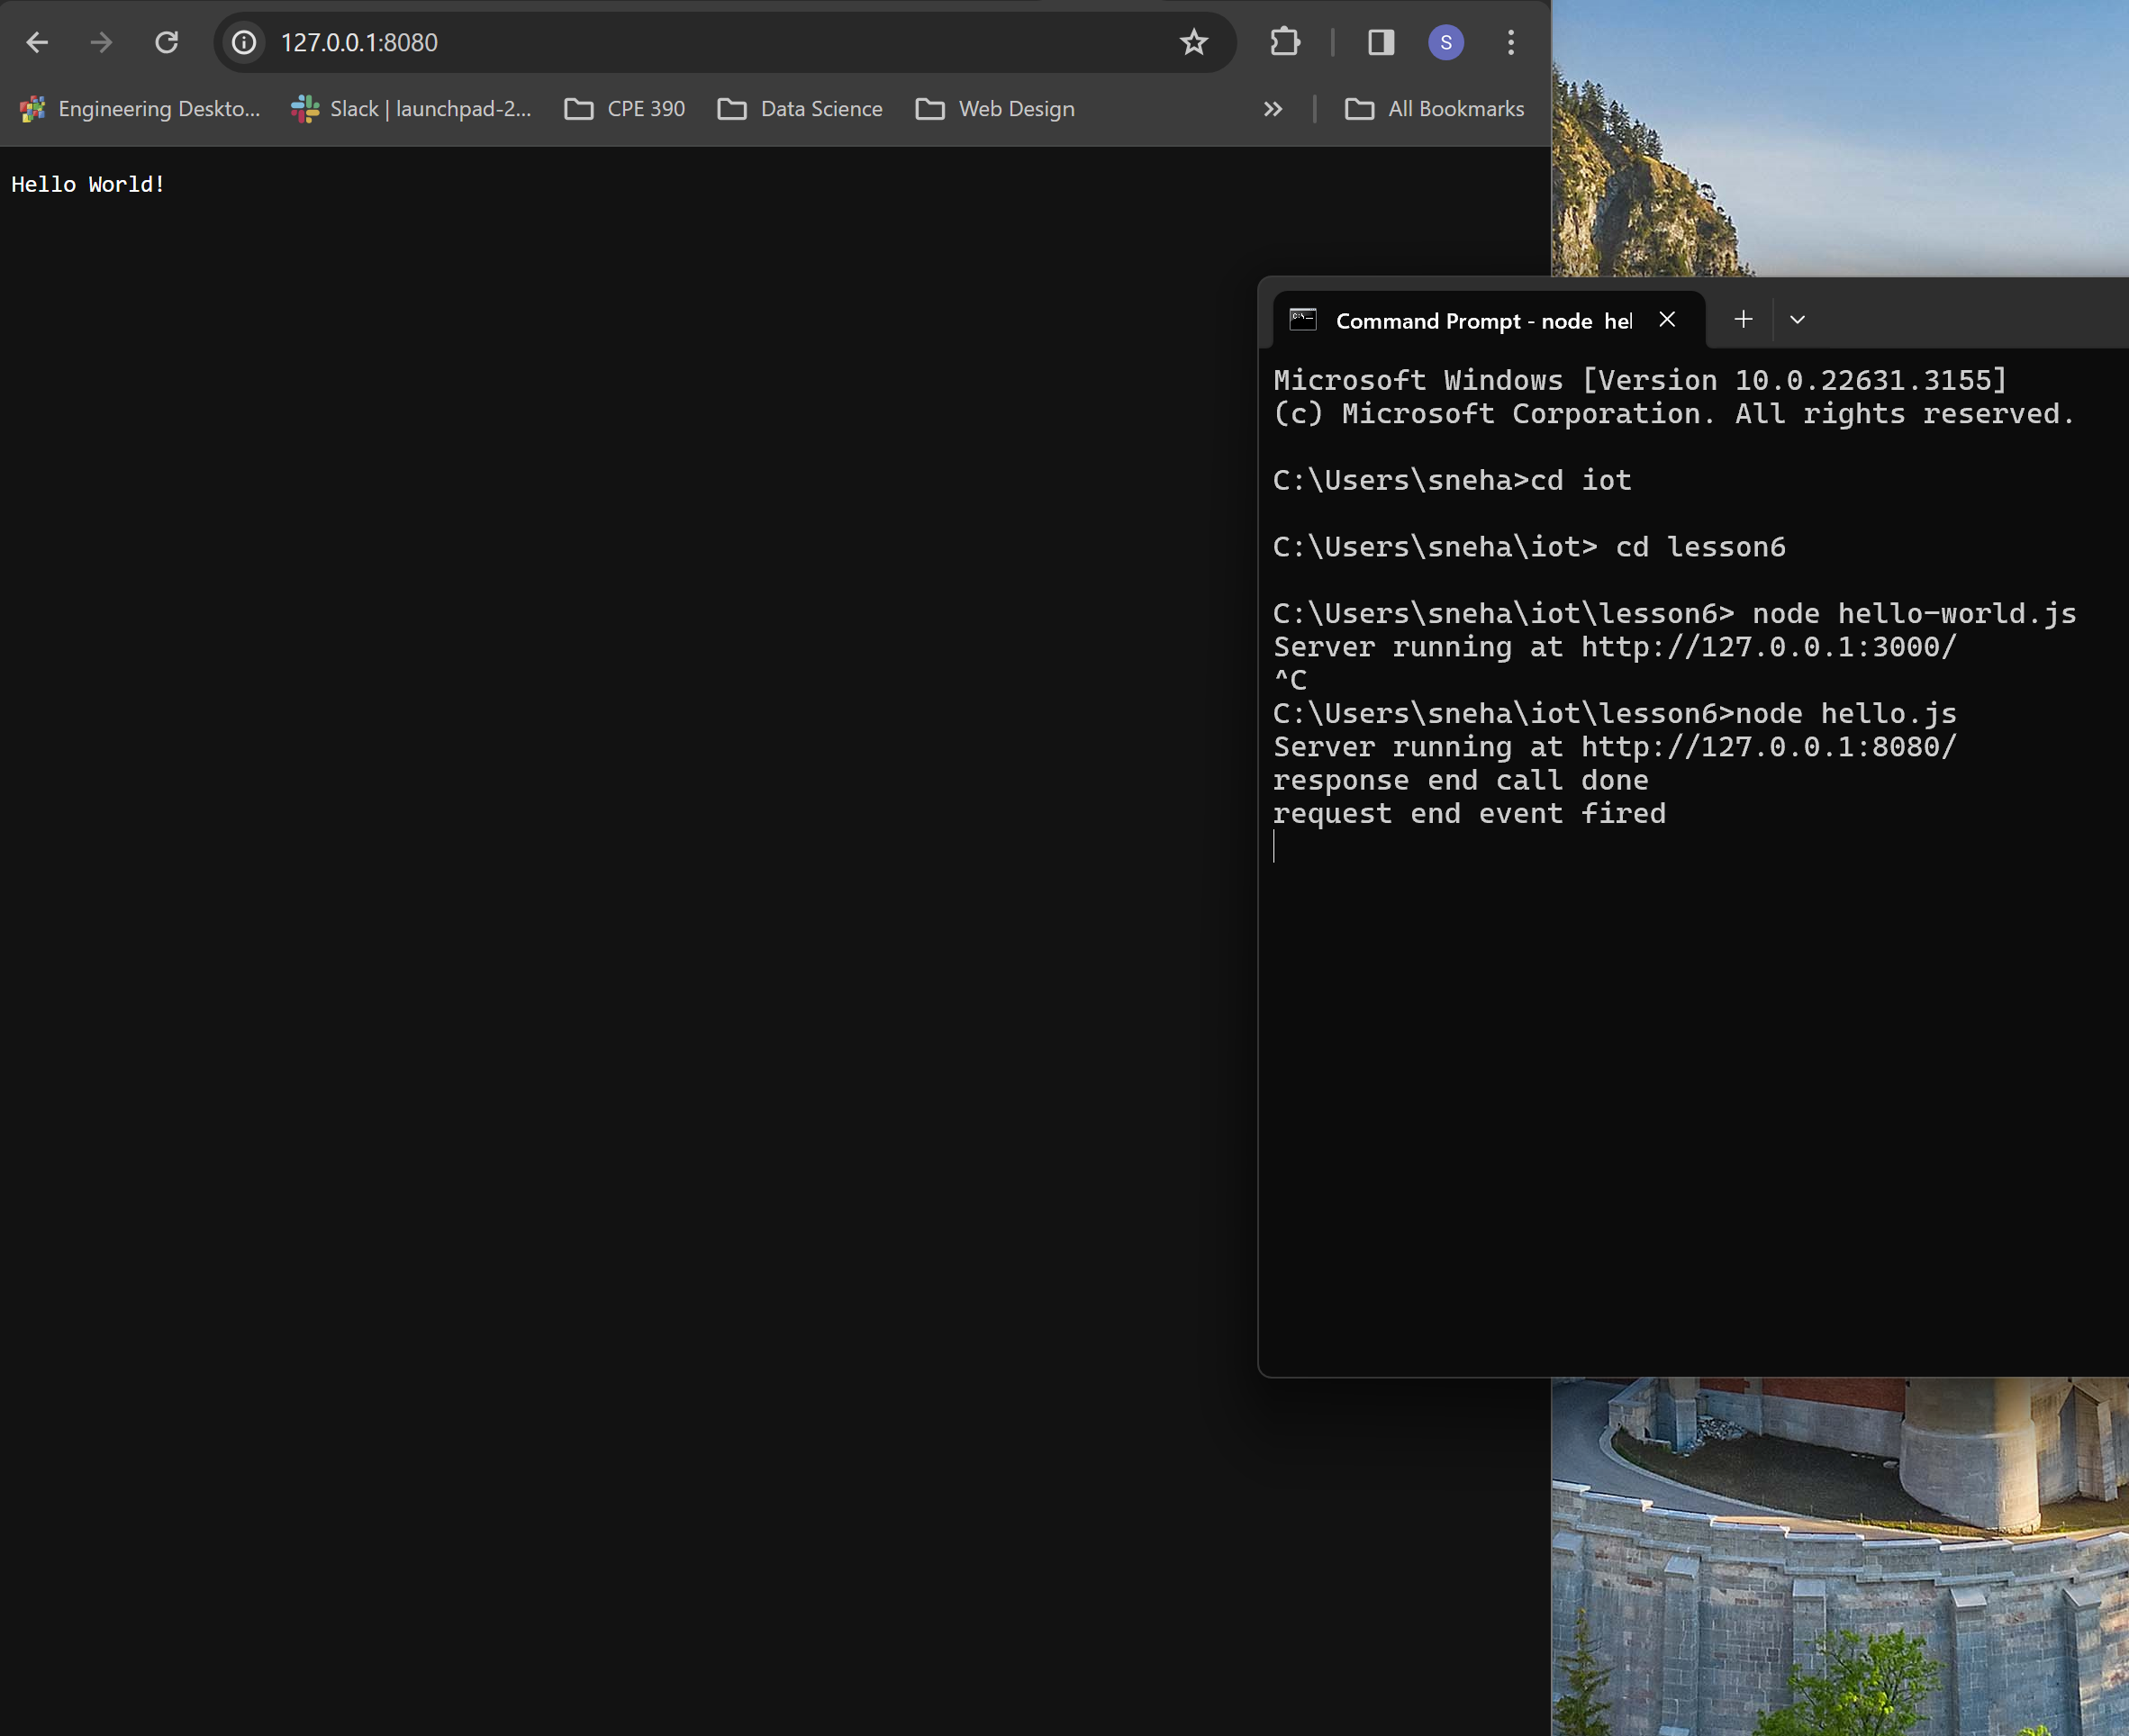 127.0.0.1:8080
S
Engineering Deskto...
Slack | launchpad-2...
CPE 390
Data Science
Web Design
All Bookmarks
Hello World!
Command Prompt - node  hel
Microsoft Windows [Version 10.0.22631.3155]
(c) Microsoft Corporation. All rights reserved.
C:\Users\sneha>cd iot
C:\Users\sneha\iot> cd lesson6
C:\Users\sneha\iot\lesson6> node hello-world.js
Server running at http://127.0.0.1:3000/
^C
C:\Users\sneha\iot\lesson6>node hello.js
Server running at http://127.0.0.1:8080/
response end call done
request end event fired